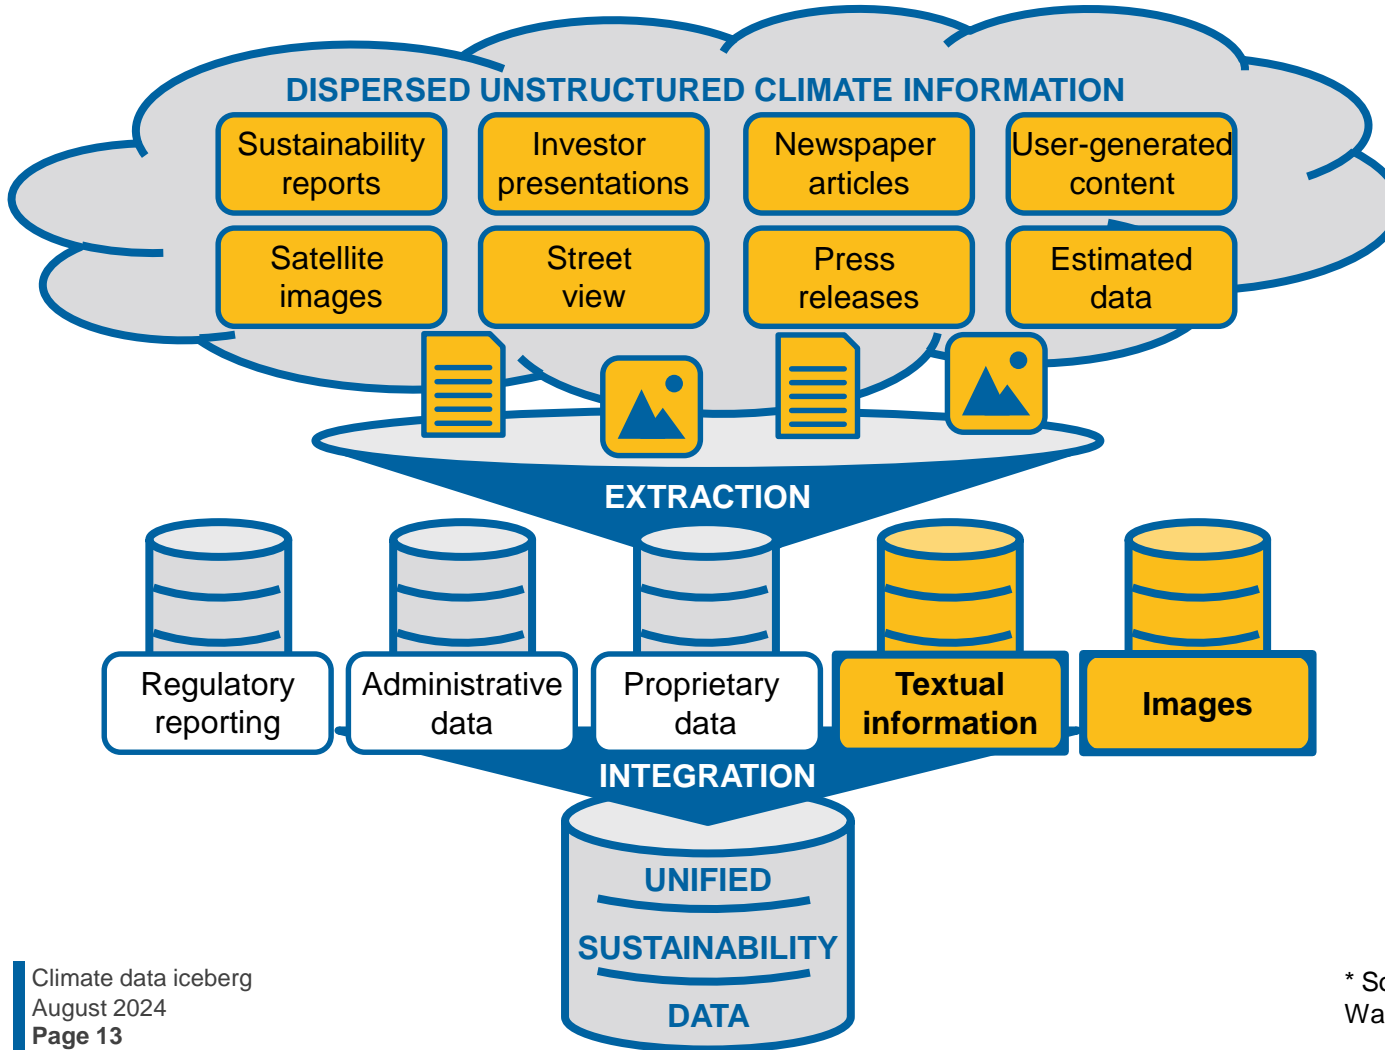 DISPERSED UNSTRUCTURED CLIMATE INFORMATION
Sustainability
reports
Investor
presentations
Newspaper
articles
User-generated
content
Satellite
images
Street
view
Press
releases
Estimated
data
EXTRACTION
Regulatory
reporting
Administrative
data
Proprietary
data
Textual
information
Images
INTEGRATION
UNIFIED
SUSTAINABILITY
DATA
Climate data iceberg
August 2024
Page 13
*